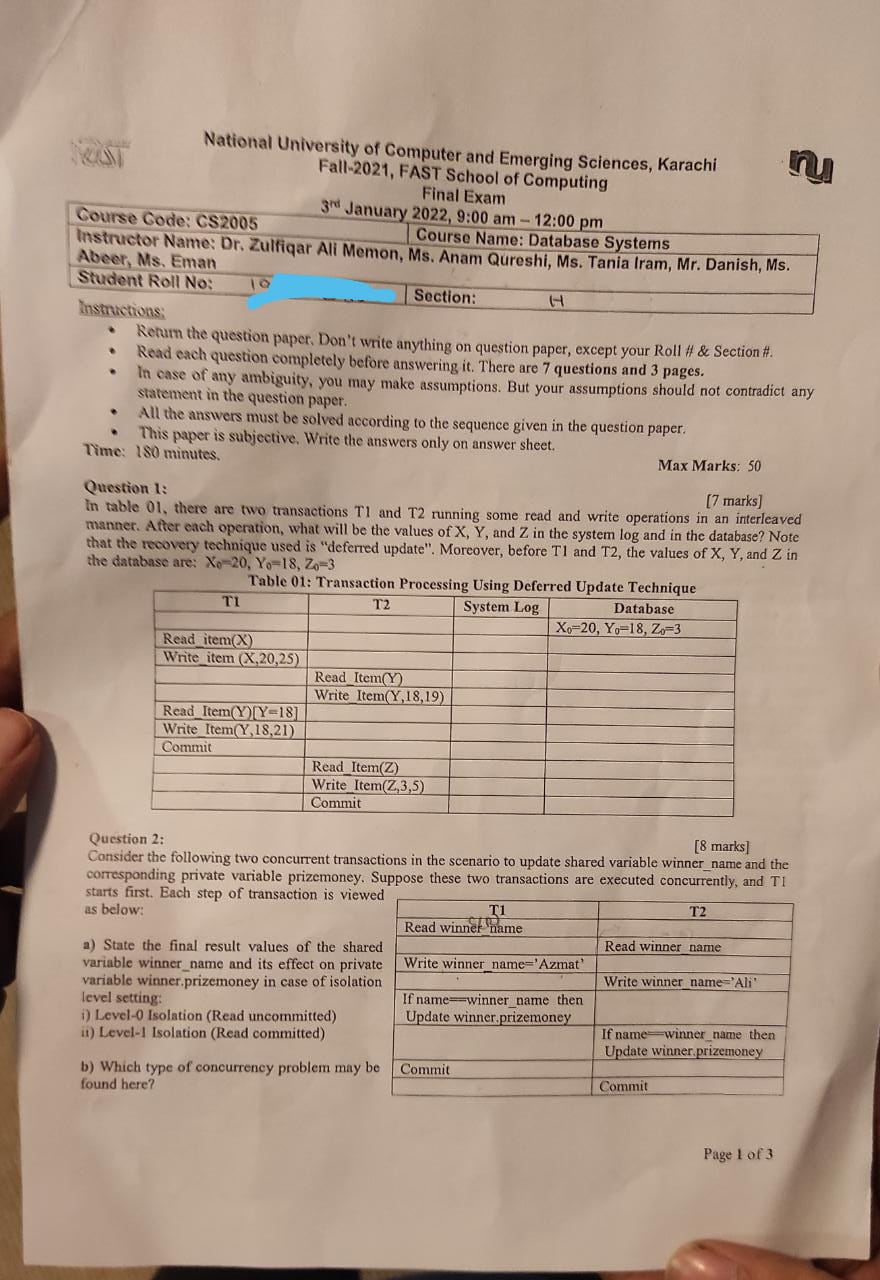 National University of Computer and Emerging Sciences, Karachi
Fall-2021, FAST School of Computing
Final Exam
3rd January 2022, 9:00 am – 12:00 pm
nu
Course Code: CS2005
Course Name: Database Systems
Instructor Name: Dr. Zulfiqar Ali Memon, Ms. Anam Qureshi, Ms. Tania Iram, Mr. Danish, Ms.
Abeer, Ms. Eman
Student Roll No:
Section: H
Instructions:
• Return the question paper. Don't write anything on question paper, except your Roll # & Section #.
• Read each question completely before answering it. There are 7 questions and 3 pages.
• In case of any ambiguity, you may make assumptions. But your assumptions should not contradict any
statement in the question paper.
• All the answers must be solved according to the sequence given in the question paper.
• This paper is subjective. Write the answers only on answer sheet.
Time: 180 minutes.
Max Marks: 50
Question 1:
[7 marks]
In table 01, there are two transactions T1 and T2 running some read and write operations in an interleaved
manner. After each operation, what will be the values of X, Y, and Z in the system log and in the database? Note
that the recovery technique used is "deferred update". Moreover, before T1 and T2, the values of X, Y, and Z in
the database are: X0=20, Y0=18, Z0=3
Table 01: Transaction Processing Using Deferred Update Technique
T1 T2 System Log Database
X0=20, Y0=18, Z0=3
Read_item(X)
Write_item (X,20,25)
Read_Item(Y)
Write_Item(Y,18,19)
Read_Item(Y)[Y=18]
Write_Item(Y,18,21)
Commit
Read_Item(Z)
Write_Item(Z,3,5)
Commit
Question 2:
[8 marks]
Consider the following two concurrent transactions in the scenario to update shared variable winner_name and the
corresponding private variable prizemoney. Suppose these two transactions are executed concurrently, and T1
starts first. Each step of transaction is viewed
as below:
a) State the final result values of the shared
variable winner_name and its effect on private
variable winner.prizemoney in case of isolation
level setting:
i) Level-0 Isolation (Read uncommitted)
ii) Level-1 Isolation (Read committed)
b) Which type of concurrency problem may be
found here?
T1 T2
Read winner_name
Read winner_name
Write winner_name='Azmat'
Write winner_name='Ali'
If name==winner_name then
Update winner.prizemoney
If name==winner_name then
Update winner.prizemoney
Commit
Commit
Page 1 of 3